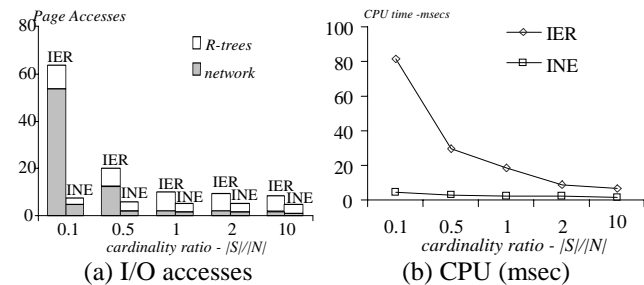 Page Accesses
80
60
40
20
0
R-trees
network
IER
INE
IER
INE
IER
INE
IER
INE
IER
INE
0.1 0.5 1 2 10
cardinality ratio - |S|/|N|
(a) I/O accesses
CPU time -msecs
100
80
60
40
20
0
IER
INE
0.1 0.5 1 2 10
cardinality ratio - |S|/|N|
(b) CPU (msec)